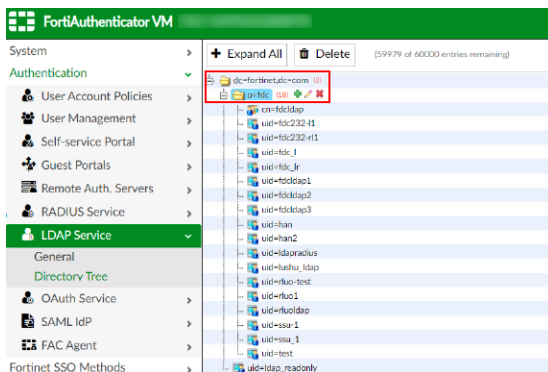 FortiAuthenticator VM
System
Authentication
User Account Policies
User Management
Self-service Portal
Guest Portals
Remote Auth. Servers
RADIUS Service
LDAP Service
General
Directory Tree
OAuth Service
SAML IdP
FAC Agent
Fortinet SSO Methods
+ Expand All Delete (59979 of 60000 entries remaining)
dc=fortinet,dc=com (2)
o=fdc (18)
cn=fdcldap
uid=fdc232-l1
uid=fdc232-rl1
uid=fdc_l
uid=fdc_lr
uid=fdcldap1
uid=fdcldap2
uid=fdcldap3
uid=han
uid=han2
uid=ldapradius
uid=lushu_ldap
uid=rluo-test
uid=rluo1
uid=rluoldap
uid=ssu-1
uid=ssu_1
uid=test
uid=ldap_readonly